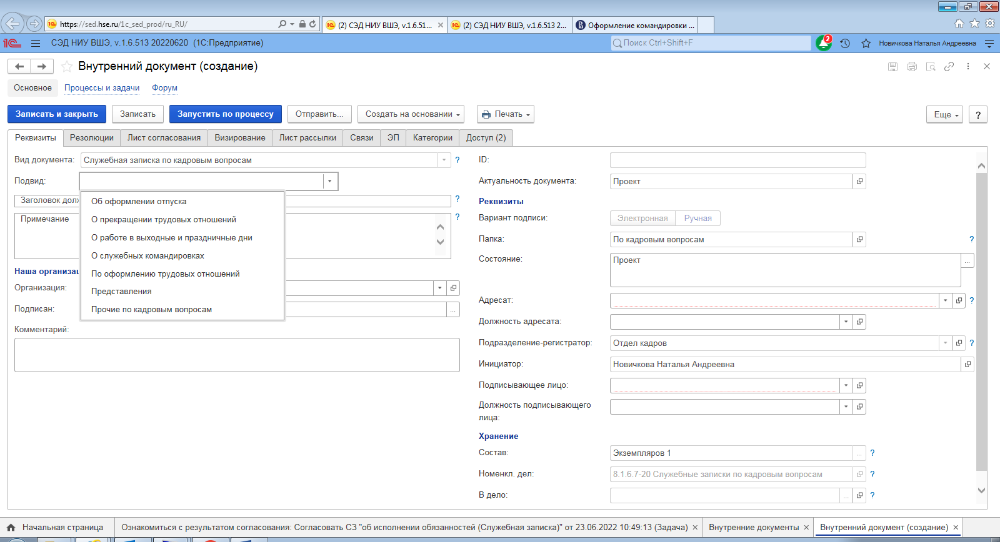 https://sed.hse.ru/1c_sed_prod/ru_RU/
(2) СЭД НИУ ВШЭ, v.1.6.51...
(2) СЭД НИУ ВШЭ, v.1.6.513 2...
Оформление командировки ...
СЭД НИУ ВШЭ, v.1.6.513 20220620 (1С:Предприятие)
Поиск Ctrl+Shift+F
2
Новичкова Наталья Андреевна
Внутренний документ (создание)
Основное
Процессы и задачи
Форум
Записать и закрыть
Записать
Запустить по процессу
Отправить...
Создать на основании
Печать
Еще
?
Реквизиты
Резолюции
Лист согласования
Визирование
Лист рассылки
Связи
ЭП
Категории
Доступ (2)
Вид документа:
Служебная записка по кадровым вопросам
?
Подвид:
Об оформлении отпуска
О прекращении трудовых отношений
О работе в выходные и праздничные дни
О служебных командировках
По оформлению трудовых отношений
Представления
Прочие по кадровым вопросам
Заголовок дол
?
Примечание
?
Наша организац
Организация:
Подписан:
...
Комментарий:
ID:
Актуальность документа:
Проект
Реквизиты
Вариант подписи:
Электронная
Ручная
Папка:
По кадровым вопросам
?
Состояние:
Проект
...
Адресат:
?
Должность адресата:
Подразделение-регистратор:
Отдел кадров
?
Инициатор:
Новичкова Наталья Андреевна
Подписывающее лицо:
Должность подписывающего
лица:
Хранение
Состав:
Экземпляров 1
...
?
Номенкл. дел:
8.1.6.7-20 Служебные записки по кадровым вопросам
?
В дело:
...
?
Начальная страница
Ознакомиться с результатом согласования: Согласовать СЗ "об исполнении обязанностей (Служебная записка)" от 23.06.2022 10:49:13 (Задача)
Внутренние документы
Внутренний документ (создание)